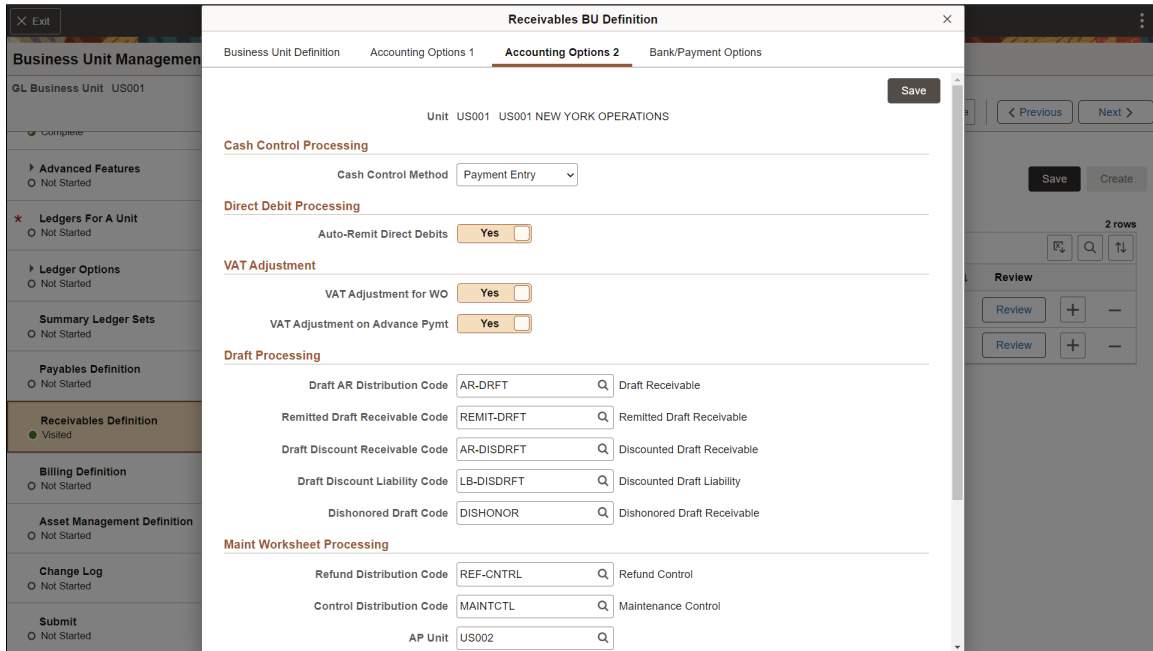 Exit
Business Unit Managemen
GL Business Unit US001
Complete
Advanced Features
Not Started
* Ledgers For A Unit
Not Started
Ledger Options
Not Started
Summary Ledger Sets
Not Started
Payables Definition
Not Started
Receivables Definition
Visited
Billing Definition
Not Started
Asset Management Definition
Not Started
Change Log
Not Started
Submit
Not Started
Receivables BU Definition
Business Unit Definition Accounting Options 1 Accounting Options 2 Bank/Payment Options
Save
Unit US001 US001 NEW YORK OPERATIONS
Cash Control Processing
Cash Control Method Payment Entry
Direct Debit Processing
Auto-Remit Direct Debits Yes
VAT Adjustment
VAT Adjustment for WO Yes
VAT Adjustment on Advance Pymt Yes
Draft Processing
Draft AR Distribution Code AR-DRFT Draft Receivable
Remitted Draft Receivable Code REMIT-DRFT Remitted Draft Receivable
Draft Discount Receivable Code AR-DISDRFT Discounted Draft Receivable
Draft Discount Liability Code LB-DISDRFT Discounted Draft Liability
Dishonored Draft Code DISHONOR Dishonored Draft Receivable
Maint Worksheet Processing
Refund Distribution Code REF-CNTRL Refund Control
Control Distribution Code MAINTCTL Maintenance Control
AP Unit US002
Previous Next
Save Create
2 rows
Review
Review
Review